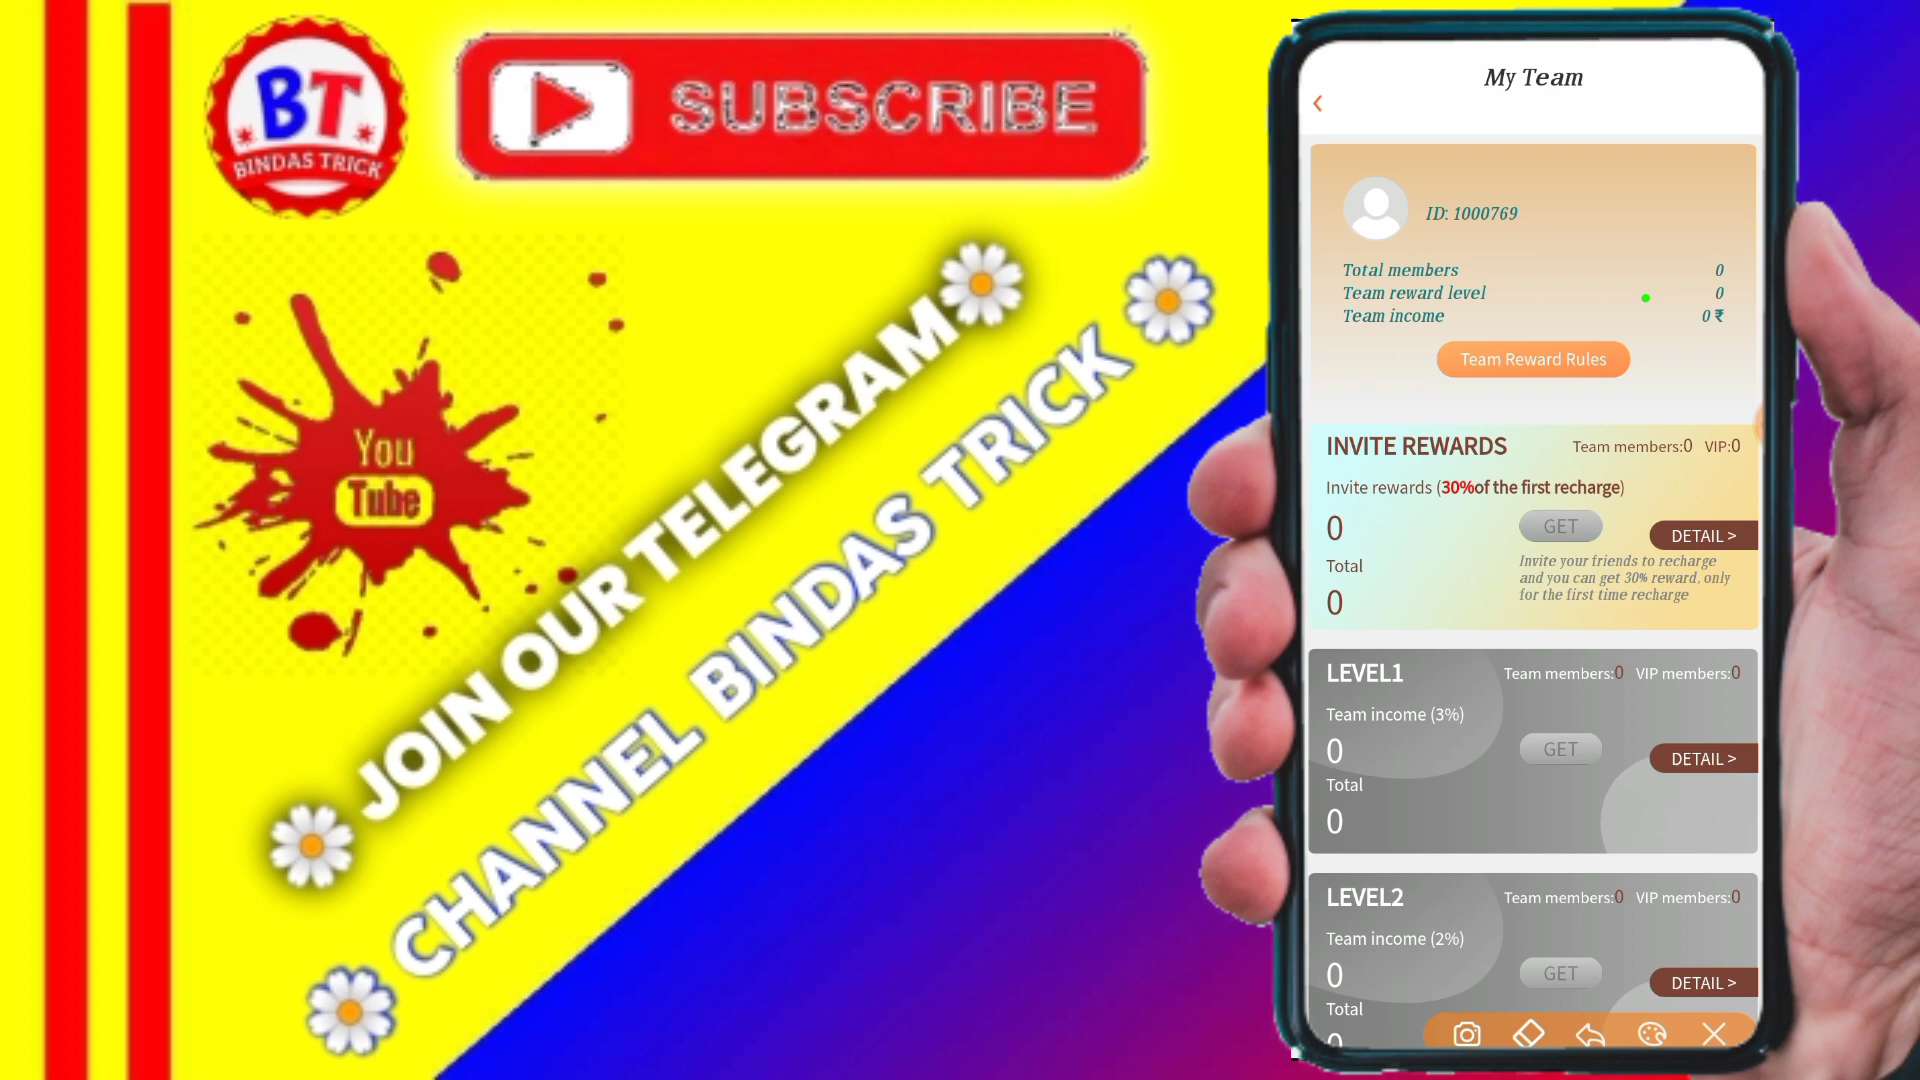 BT
BINDAS TRICK
SUBSCRIBE
You
Tube
JOIN OUR TELEGRAM
CHANNEL BINDAS TRICK
My Team
ID: 1000769
Total members 0
Team reward level 0
Team income 0 ₹
Team Reward Rules
INVITE REWARDS Team members:0 VIP:0
Invite rewards (30%of the first recharge)
0 GET DETAIL >
Invite your friends to recharge
and you can get 30% reward, only
for the first time recharge
Total
0
LEVEL1 Team members:0 VIP members:0
Team income (3%)
0 GET DETAIL >
Total
0
LEVEL2 Team members:0 VIP members:0
Team income (2%)
0 GET DETAIL >
Total
0